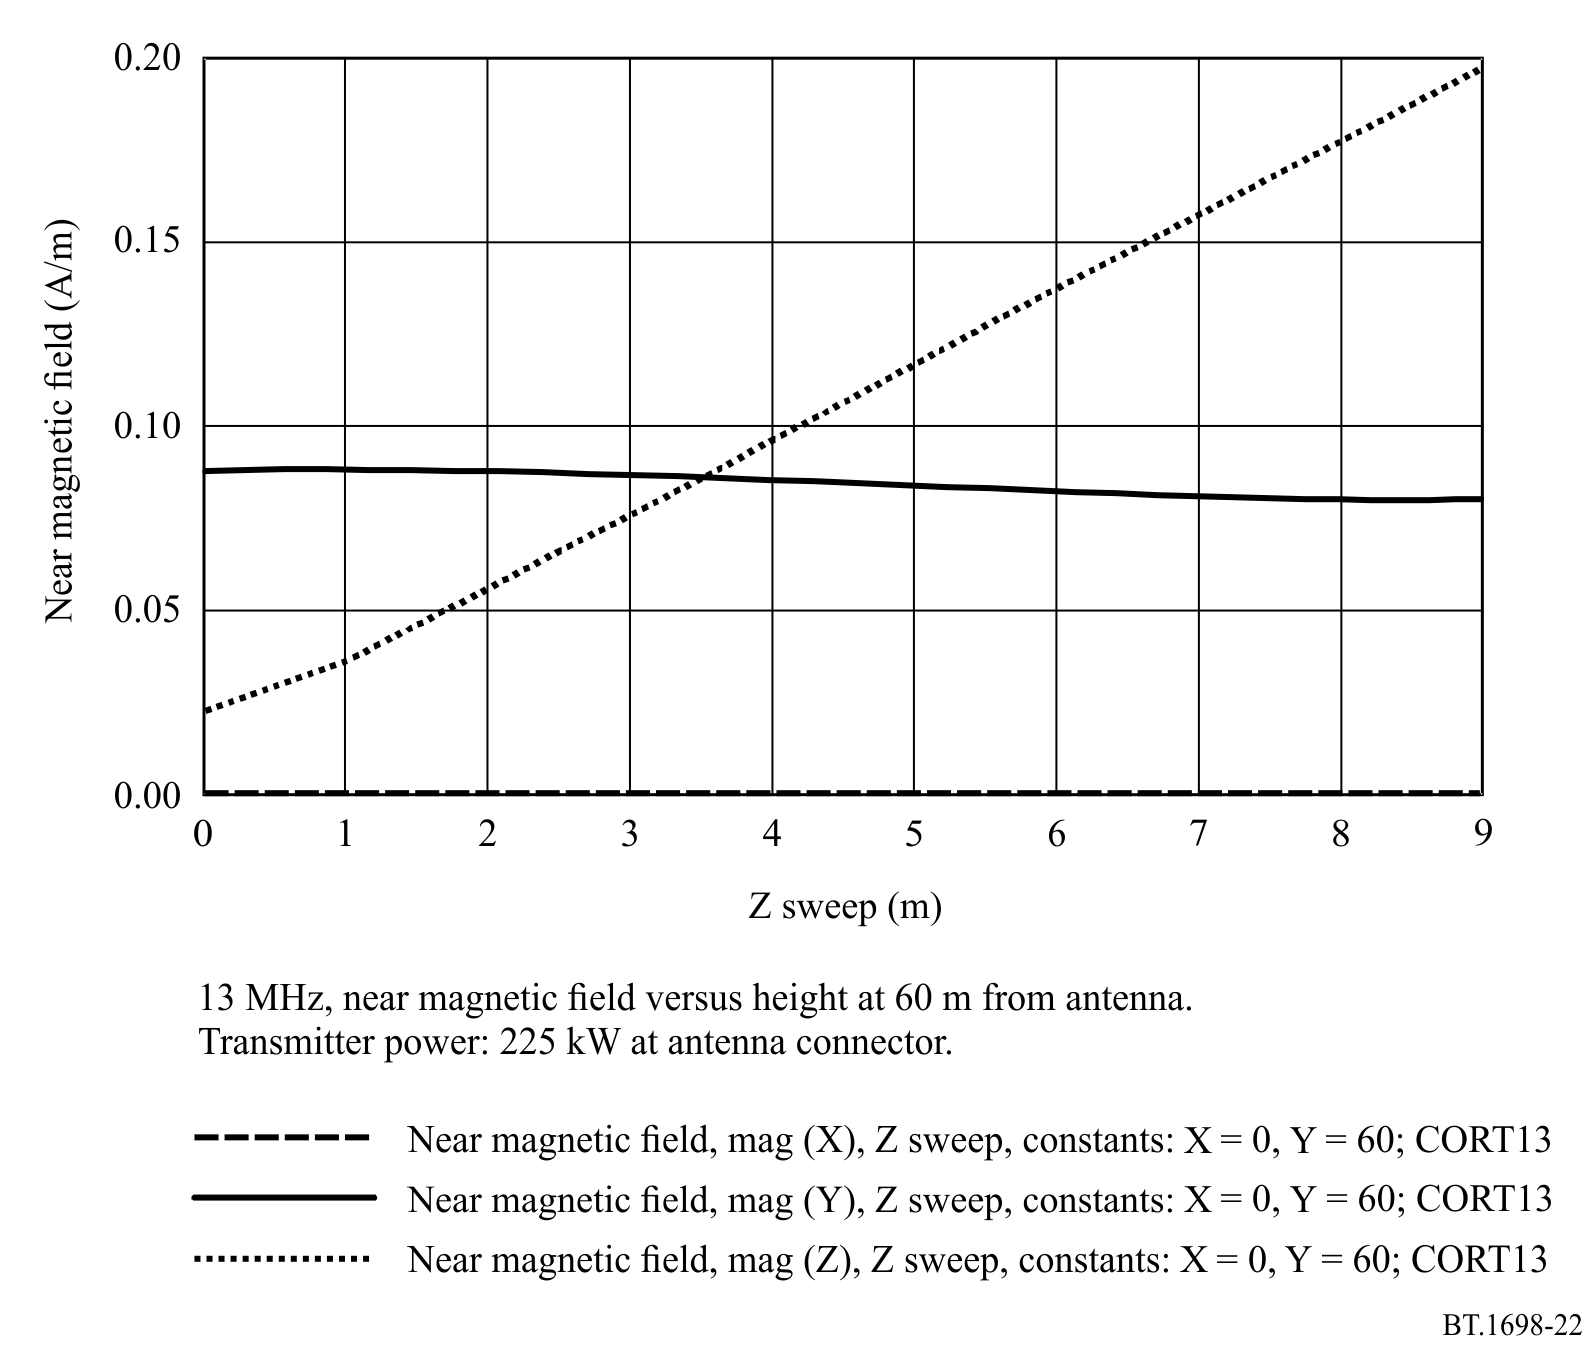 0.20
0.15
0.10
0.05
0.00
Near magnetic field (A/m)
0 1 2 3 4 5 6 7 8 9
Z sweep (m)
13 MHz, near magnetic field versus height at 60 m from antenna.
Transmitter power: 225 kW at antenna connector.
Near magnetic field, mag (X), Z sweep, constants: X = 0, Y = 60; CORT13
Near magnetic field, mag (Y), Z sweep, constants: X = 0, Y = 60; CORT13
Near magnetic field, mag (Z), Z sweep, constants: X = 0, Y = 60; CORT13
BT.1698-22